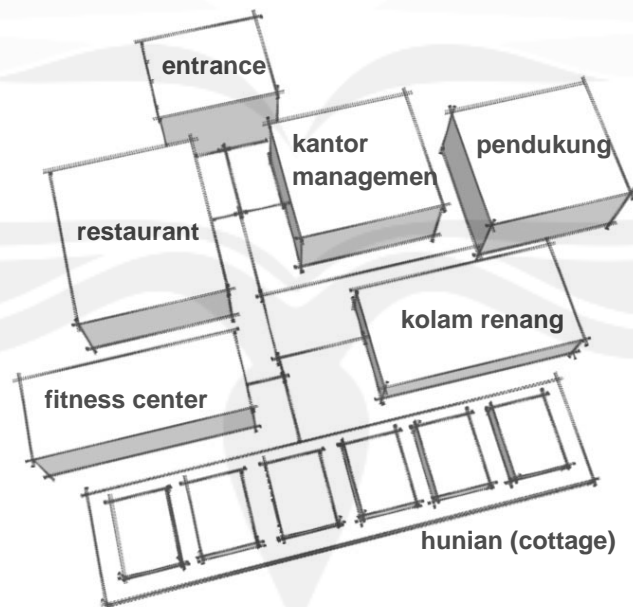 entrance
kantor
managemen
pendukung
restaurant
kolam renang
fitness center
hunian (cottage)